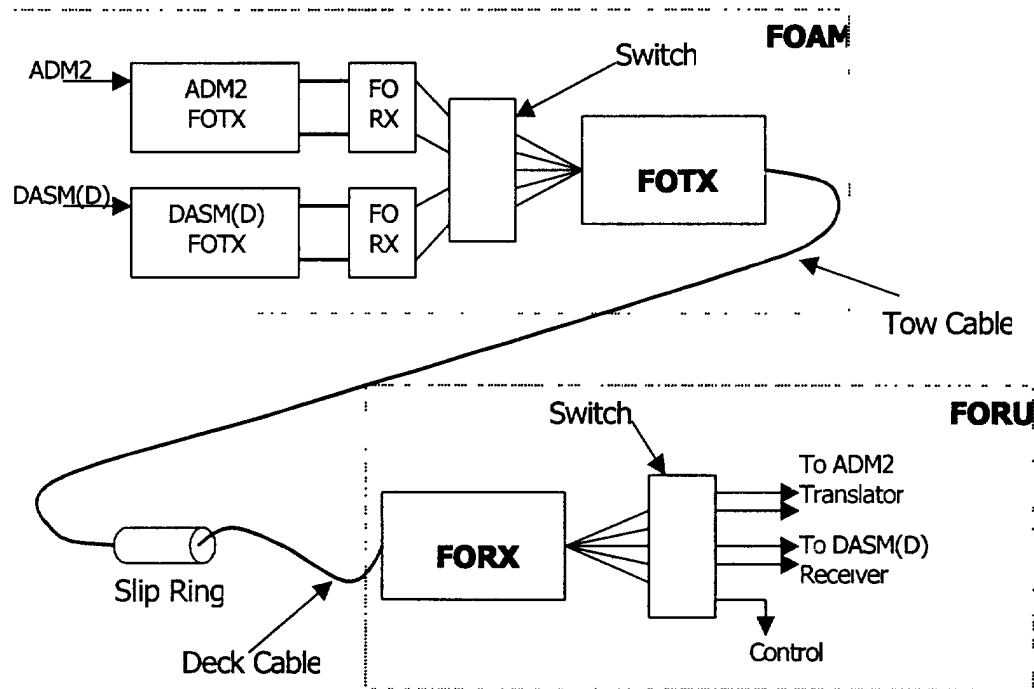 FOAM
Switch
ADM2
ADM2
FOTX
FO
RX
FOTX
DASM(D)
DASM(D)
FOTX
FO
RX
Tow Cable
FORU
Switch
To ADM2
Translator
FORX
To DASM(D)
Receiver
Slip Ring
Deck Cable
Control